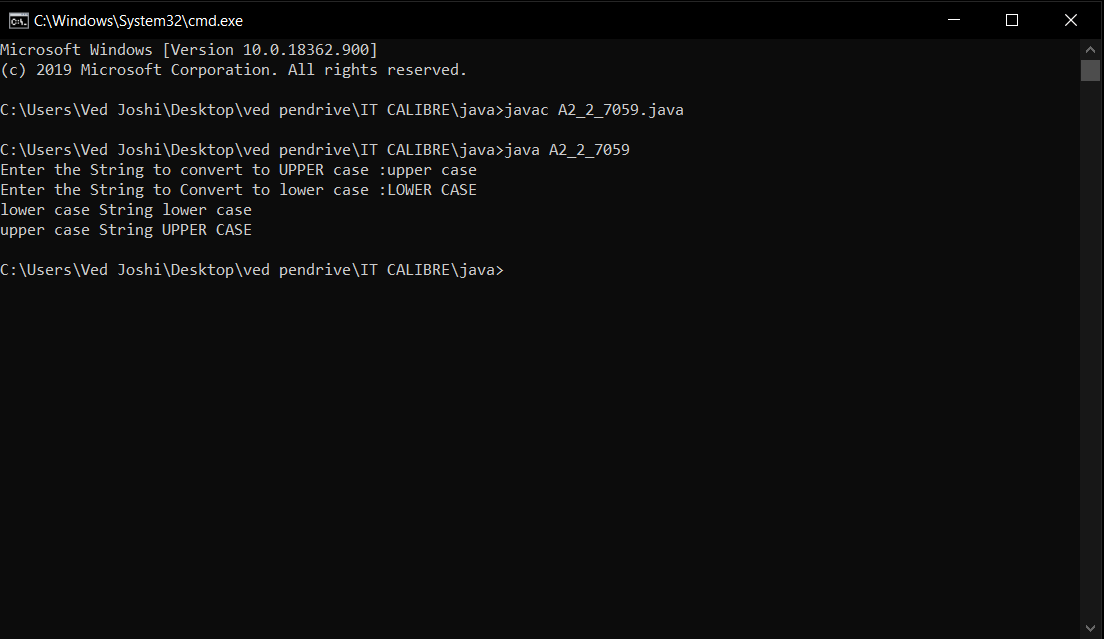 C:\Windows\System32\cmd.exe
Microsoft Windows [Version 10.0.18362.900]
(c) 2019 Microsoft Corporation. All rights reserved.
C:\Users\Ved Joshi\Desktop\ved pendrive\IT CALIBRE\java>javac A2_2_7059.java
C:\Users\Ved Joshi\Desktop\ved pendrive\IT CALIBRE\java>java A2_2_7059
Enter the String to convert to UPPER case :upper case
Enter the String to Convert to lower case :LOWER CASE
lower case String lower case
upper case String UPPER CASE
C:\Users\Ved Joshi\Desktop\ved pendrive\IT CALIBRE\java>